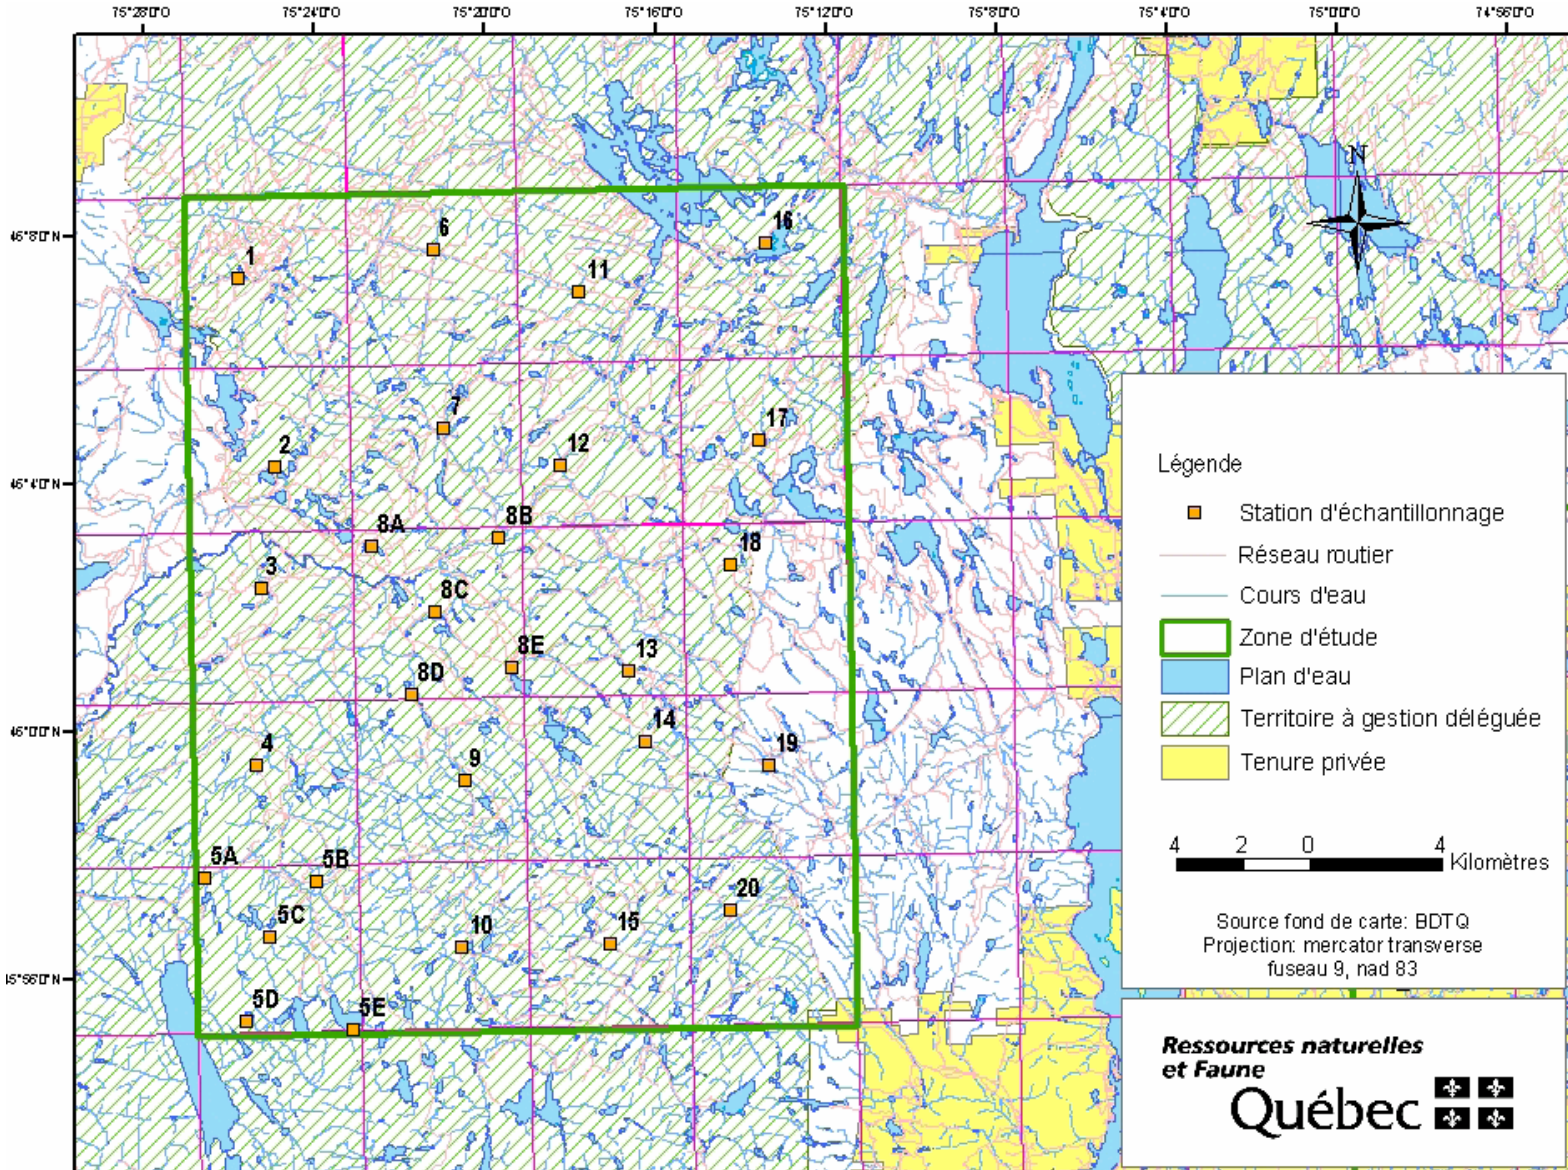 75°28'0"O 75°24'0"O 75°20'0"O 75°16'0"O 75°12'0"O 75°8'0"O 75°4'0"O 75°0'0"O 74°56'0"O
N
16
6
1
11
7
17
12
2
8A
8B
18
3
8C
8E
13
8D
14
4
9
19
5A
5B
20
5C
10
15
5D
5E
Légende
Station d'échantillonnage
Réseau routier
Cours d'eau
Zone d'étude
Plan d'eau
Territoire à gestion déléguée
Tenure privée
4 2 0 4 Kilomètres
Source fond de carte: BDTQ
Projection: mercator transverse
fuseau 9, nad 83
Ressources naturelles
et Faune
Québec